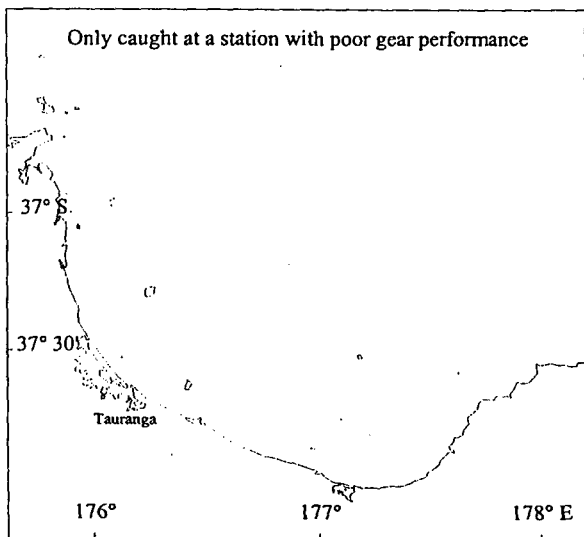 Only caught at a station with poor gear performance
37° S.
37° 30'
Tauranga
176° 177° 178° E